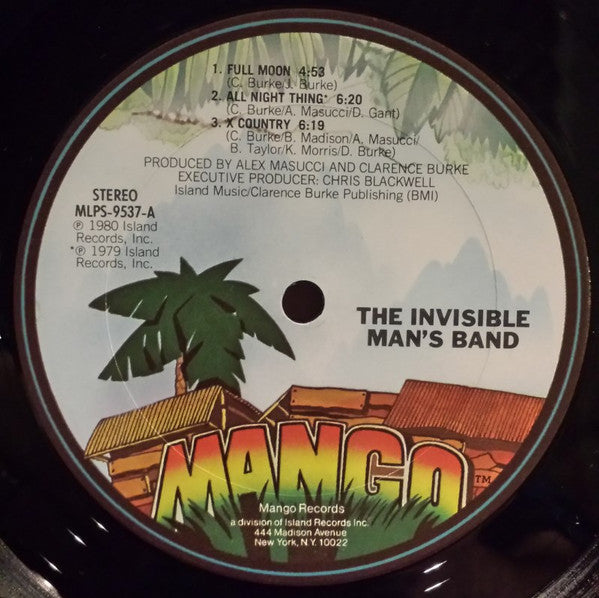 1. FULL MOON 4:53
(C. Burke/J. Burke)
2. ALL NIGHT THING* 6:20
(C. Burke/A. Masucci/D. Gant)
3. X COUNTRY 6:19
(C. Burke/B. Madison/A. Masucci/
B. Taylor/K. Morris/D. Burke)
PRODUCED BY ALEX MASUCCI AND CLARENCE BURKE
EXECUTIVE PRODUCER: CHRIS BLACKWELL
Island Music/Clarence Burke Publishing (BMI)
STEREO
MLPS-9537-A
℗ 1980 Island
Records, Inc.
*℗ 1979 Island
Records, Inc.
THE INVISIBLE
MAN'S BAND
MANGO
TM
Mango Records
a division of Island Records Inc.
444 Madison Avenue
New York, N.Y. 10022